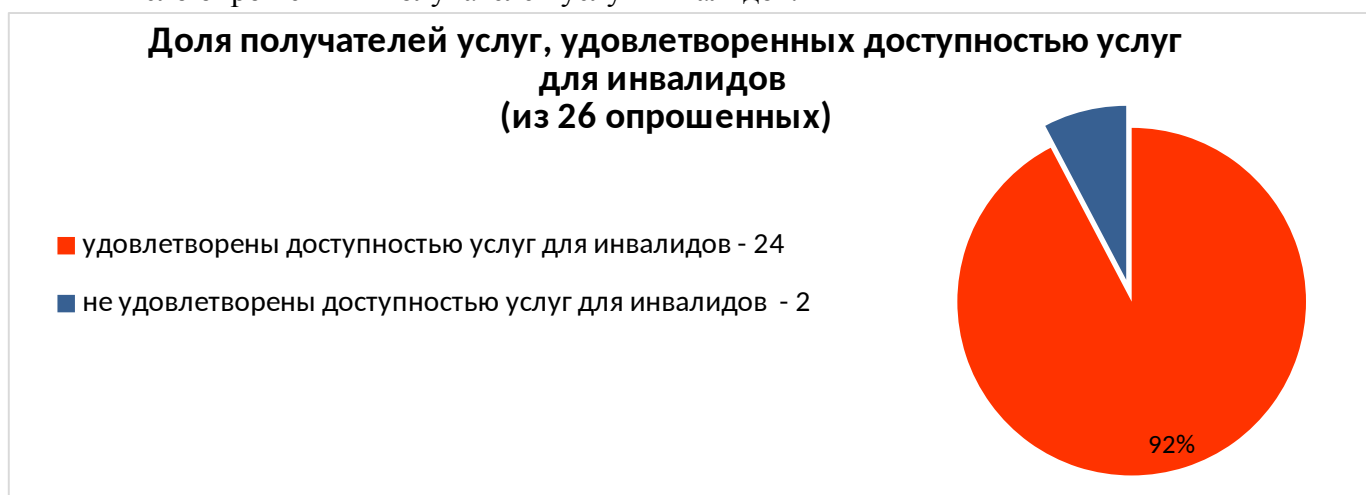 Доля получателей услуг, удовлетворенных доступностью услуг
для инвалидов
(из 26 опрошенных)
удовлетворены доступностью услуг для инвалидов - 24
не удовлетворены доступностью услуг для инвалидов - 2
92%